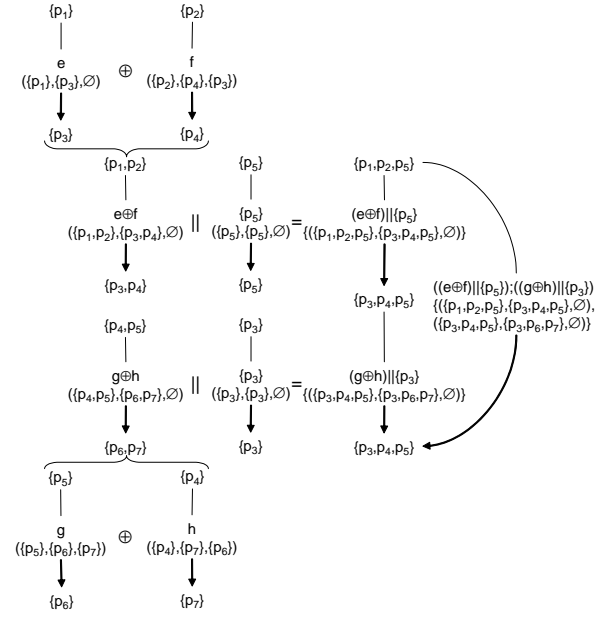 {p₁} {p₂}
e f
({p₁},{p₃},∅) ⊕ ({p₂},{p₄},{p₃})
{p₃} {p₄}
{p₁,p₂} {p₅} {p₁,p₂,p₅}
e⊕f || {p₅} = (e⊕f)||{p₅}
({p₁,p₂},{p₃,p₄},∅) ({p₅},{p₅},∅) {({p₁,p₂,p₅},{p₃,p₄,p₅},∅)}
{p₃,p₄} {p₅} {p₃,p₄,p₅}
((e⊕f)||{p₅});((g⊕h)||{p₃})
{({p₁,p₂,p₅},{p₃,p₄,p₅},∅),
({p₃,p₄,p₅},{p₃,p₆,p₇},∅)}
{p₄,p₅} {p₃}
g⊕h || {p₃} = (g⊕h)||{p₃}
({p₄,p₅},{p₆,p₇},∅) ({p₃},{p₃},∅) {({p₃,p₄,p₅},{p₃,p₆,p₇},∅)}
{p₆,p₇} {p₃} {p₃,p₄,p₅}
{p₅} {p₄}
g h
({p₅},{p₆},{p₇}) ⊕ ({p₄},{p₇},{p₆})
{p₆} {p₇}